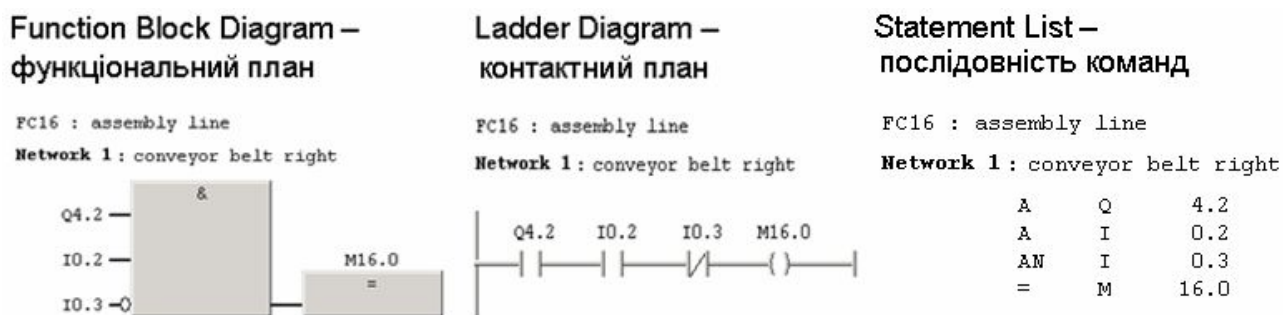 Function Block Diagram –
функціональний план
FC16 : assembly line
Network 1 : conveyor belt right
&
Q4.2
I0.2
M16.0
=
I0.3
Ladder Diagram –
контактний план
FC16 : assembly line
Network 1 : conveyor belt right
Q4.2 I0.2 I0.3 M16.0
Statement List –
послідовність команд
FC16 : assembly line
Network 1 : conveyor belt right
A Q 4.2
A I 0.2
AN I 0.3
= M 16.0